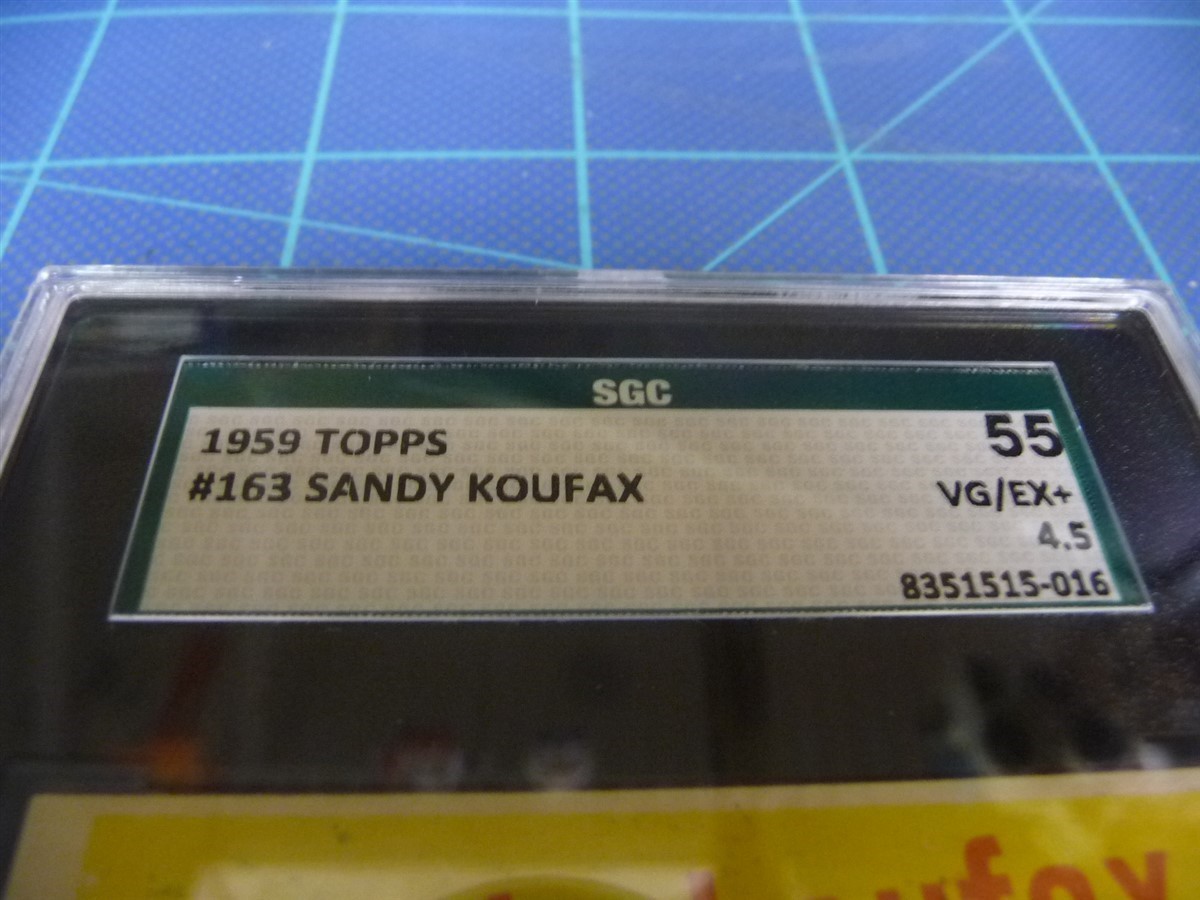 SGC
1959 TOPPS
55
#163 SANDY KOUFAX
VG/EX+
4.5
8351515-016